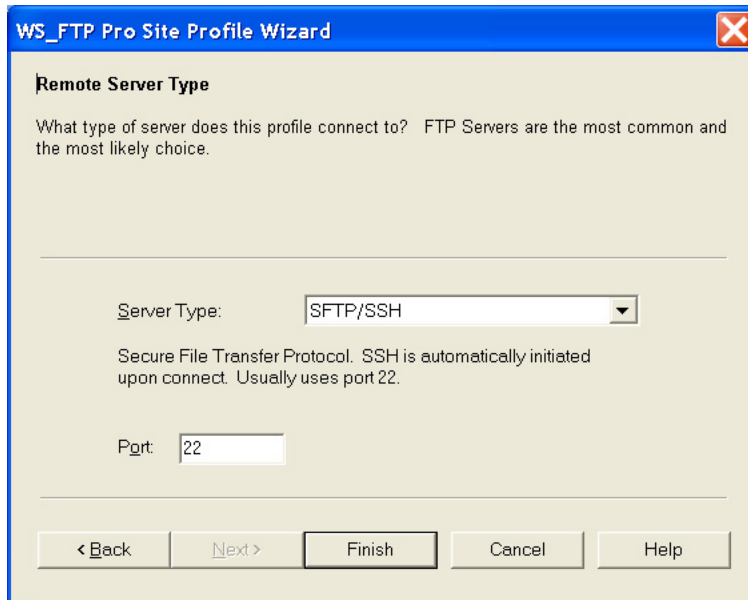 WS_FTP Pro Site Profile Wizard
Remote Server Type
What type of server does this profile connect to? FTP Servers are the most common and
the most likely choice.
Server Type: SFTP/SSH
Secure File Transfer Protocol. SSH is automatically initiated
upon connect. Usually uses port 22.
Port: 22
< Back Next > Finish Cancel Help